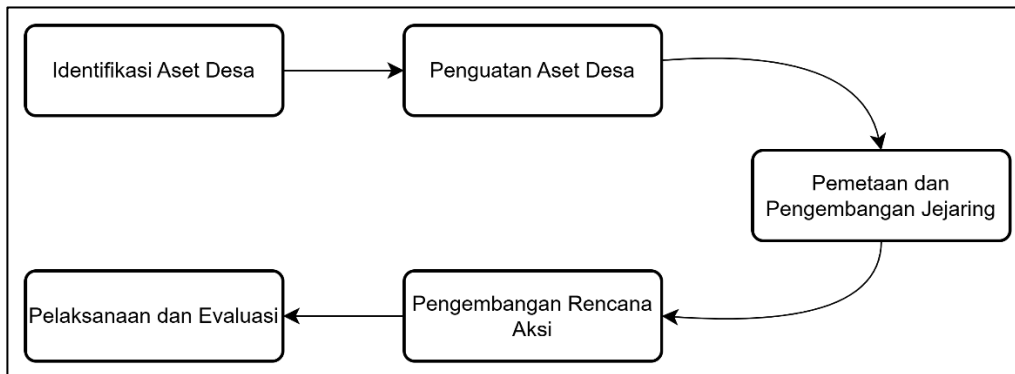 Identifikasi Aset Desa
Penguatan Aset Desa
Pemetaan dan
Pengembangan Jejaring
Pengembangan Rencana
Aksi
Pelaksanaan dan Evaluasi